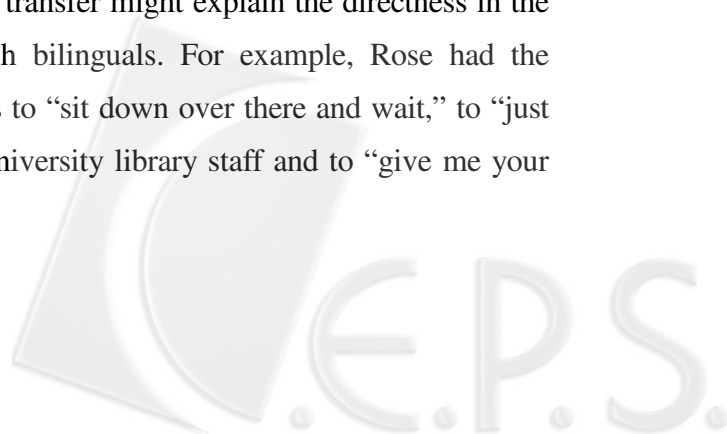 transfer might explain the directness in the
h bilinguals. For example, Rose had the
s to “sit down over there and wait,” to “just
niversity library staff and to “give me your
C.E.P.S.